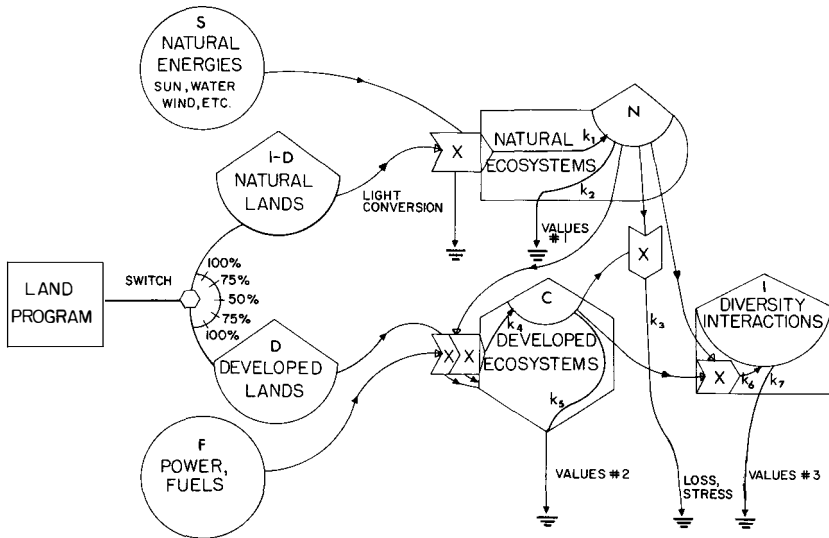 S
NATURAL
ENERGIES
SUN, WATER
WIND, ETC.
N
X
NATURAL
k₁
ECOSYSTEMS
k₂
1-D
NATURAL
LANDS
LIGHT
CONVERSION
VALUES
#1
X
LAND
PROGRAM
SWITCH
100%
75%
50%
75%
100%
C
I
DIVERSITY
INTERACTIONS
k₄
DEVELOPED
ECOSYSTEMS
k₃
X X
X
k₆
k₇
D
DEVELOPED
LANDS
k₅
F
POWER,
FUELS
VALUES #2
LOSS,
STRESS
VALUES #3